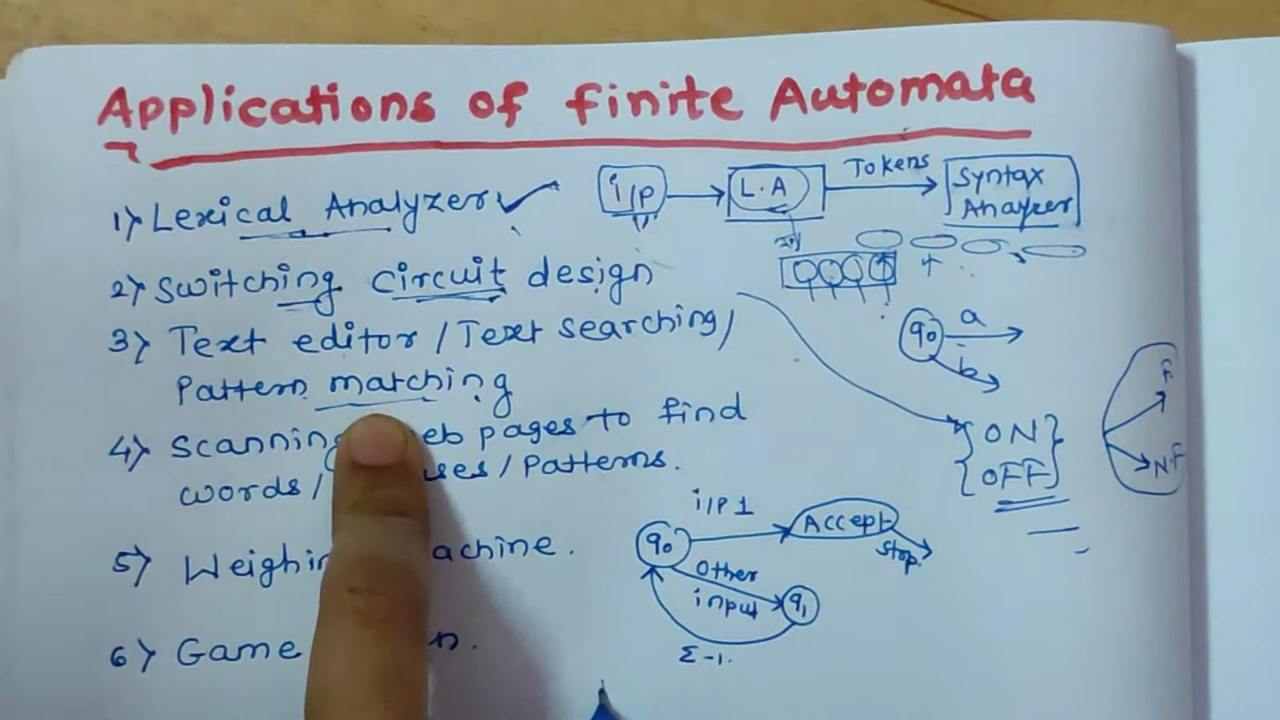 Applications of finite Automata
1) Lexical Analyzer
i/p
L.A
Tokens
Syntax
Analyzer
2) Switching circuit design
3) Text editor / Text searching /
Pattern matching
q0
a
b
4) Scanning eb pages to find
words / ses / Patterns.
ON
OFF
F
NF
5) Weighin achine.
i/P 1
q0
Accept
Stop.
Other
input
q1
Σ-1.
6) Game n.